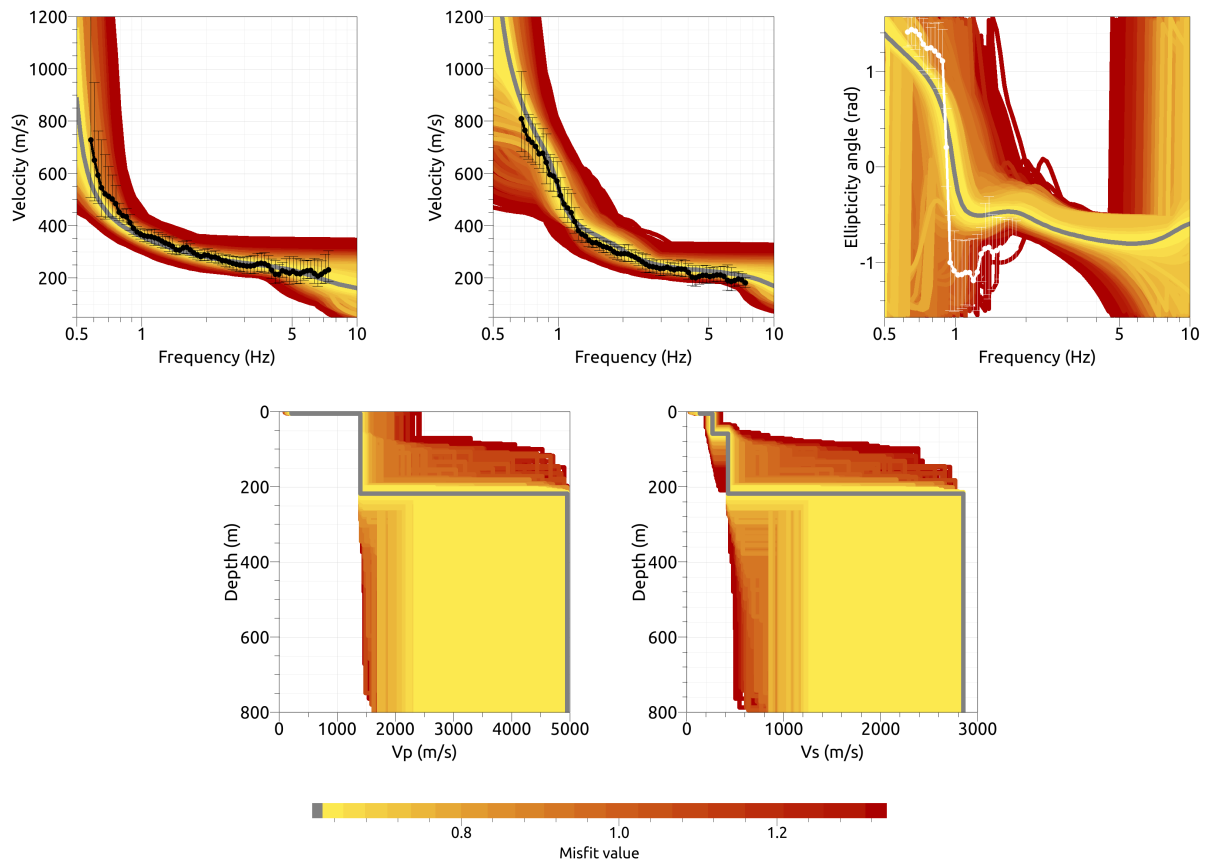 1200
1000
800
600
400
200
Velocity (m/s)
0.5 1 5 10
Frequency (Hz)
1200
1000
800
600
400
200
Velocity (m/s)
0.5 1 5 10
Frequency (Hz)
1
0
-1
Ellipticity angle (rad)
0.5 1 5 10
Frequency (Hz)
0
200
400
600
800
Depth (m)
0 1000 2000 3000 4000 5000
Vp (m/s)
0
200
400
600
800
Depth (m)
0 1000 2000 3000
Vs (m/s)
0.8 1.0 1.2
Misfit value